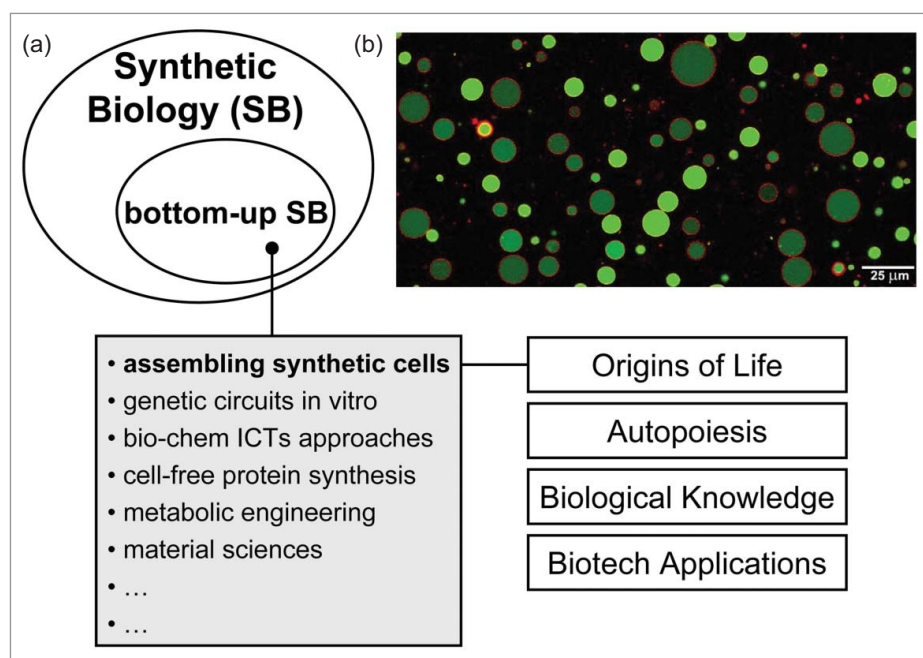 (a)
Synthetic
Biology (SB)
bottom-up SB
(b)
25 μm
• assembling synthetic cells
• genetic circuits in vitro
• bio-chem ICTs approaches
• cell-free protein synthesis
• metabolic engineering
• material sciences
• …
• …
Origins of Life
Autopoiesis
Biological Knowledge
Biotech Applications